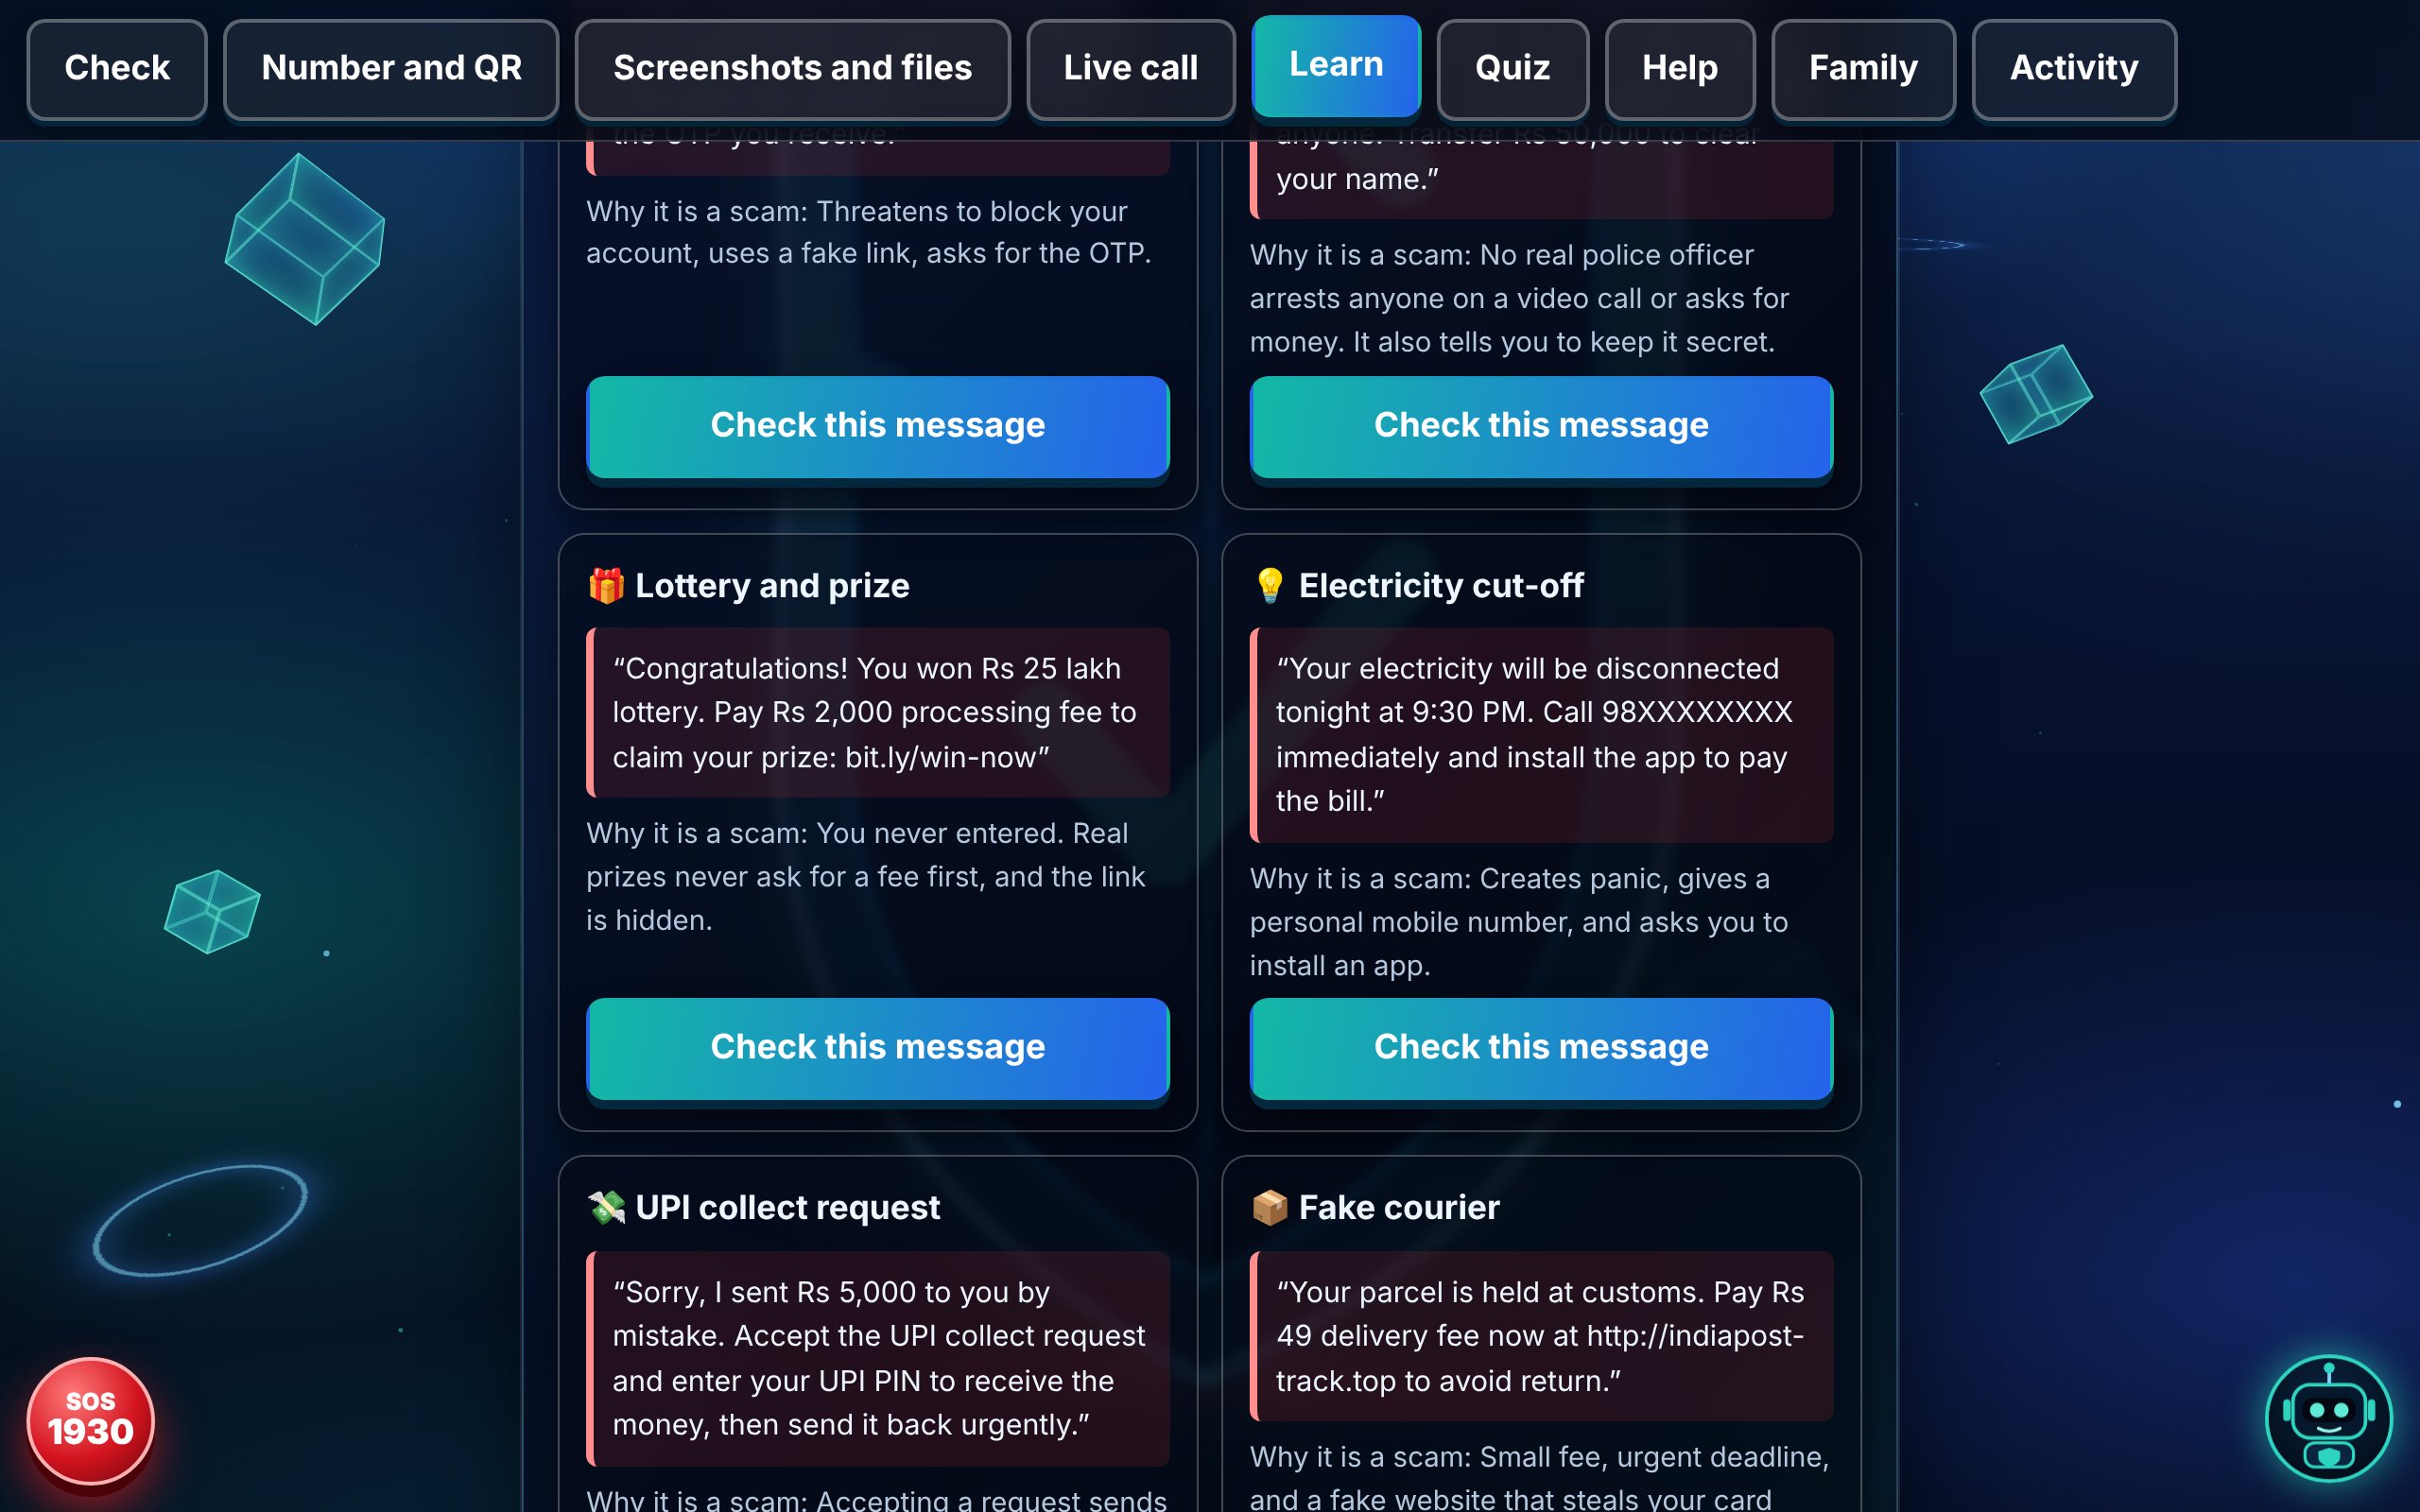 Check
Number and QR
Screenshots and files
Live call
Learn
Quiz
Help
Family
Activity
the OTP you receive.”
Why it is a scam: Threatens to block your
account, uses a fake link, asks for the OTP.
Check this message
anyone. Transfer Rs 50,000 to clear
your name.”
Why it is a scam: No real police officer
arrests anyone on a video call or asks for
money. It also tells you to keep it secret.
Check this message
🎁 Lottery and prize
“Congratulations! You won Rs 25 lakh
lottery. Pay Rs 2,000 processing fee to
claim your prize: bit.ly/win-now”
Why it is a scam: You never entered. Real
prizes never ask for a fee first, and the link
is hidden.
Check this message
💡 Electricity cut-off
“Your electricity will be disconnected
tonight at 9:30 PM. Call 98XXXXXXXX
immediately and install the app to pay
the bill.”
Why it is a scam: Creates panic, gives a
personal mobile number, and asks you to
install an app.
Check this message
💸 UPI collect request
“Sorry, I sent Rs 5,000 to you by
mistake. Accept the UPI collect request
and enter your UPI PIN to receive the
money, then send it back urgently.”
Why it is a scam: Accepting a request sends
📦 Fake courier
“Your parcel is held at customs. Pay Rs
49 delivery fee now at http://indiapost-
track.top to avoid return.”
Why it is a scam: Small fee, urgent deadline,
and a fake website that steals your card
SOS
1930